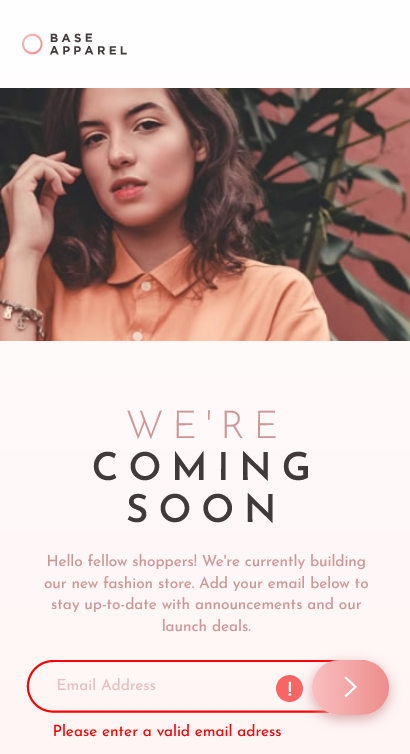 BASE
APPAREL
WE'RE
COMING
SOON
Hello fellow shoppers! We're currently building
our new fashion store. Add your email below to
stay up-to-date with announcements and our
launch deals.
Email Address
!
Please enter a valid email adress